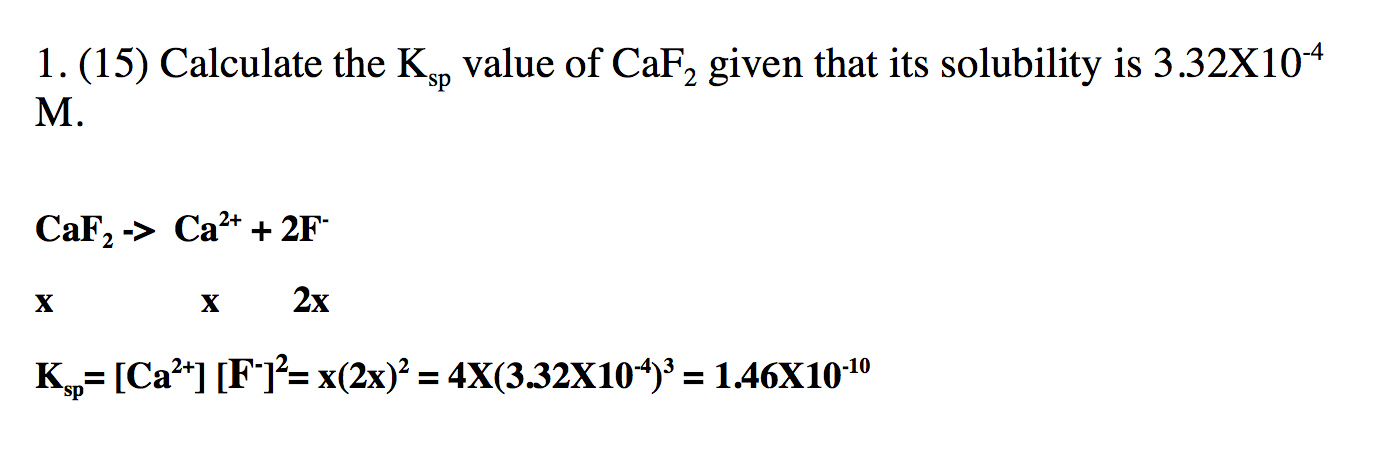 1. (15) Calculate the Kₛₚ value of CaF₂ given that its solubility is 3.32X10⁻⁴
M.
CaF₂ -> Ca²⁺ + 2F⁻
x x 2x
Kₛₚ= [Ca²⁺] [F⁻]²= x(2x)² = 4X(3.32X10⁻⁴)³ = 1.46X10⁻¹⁰